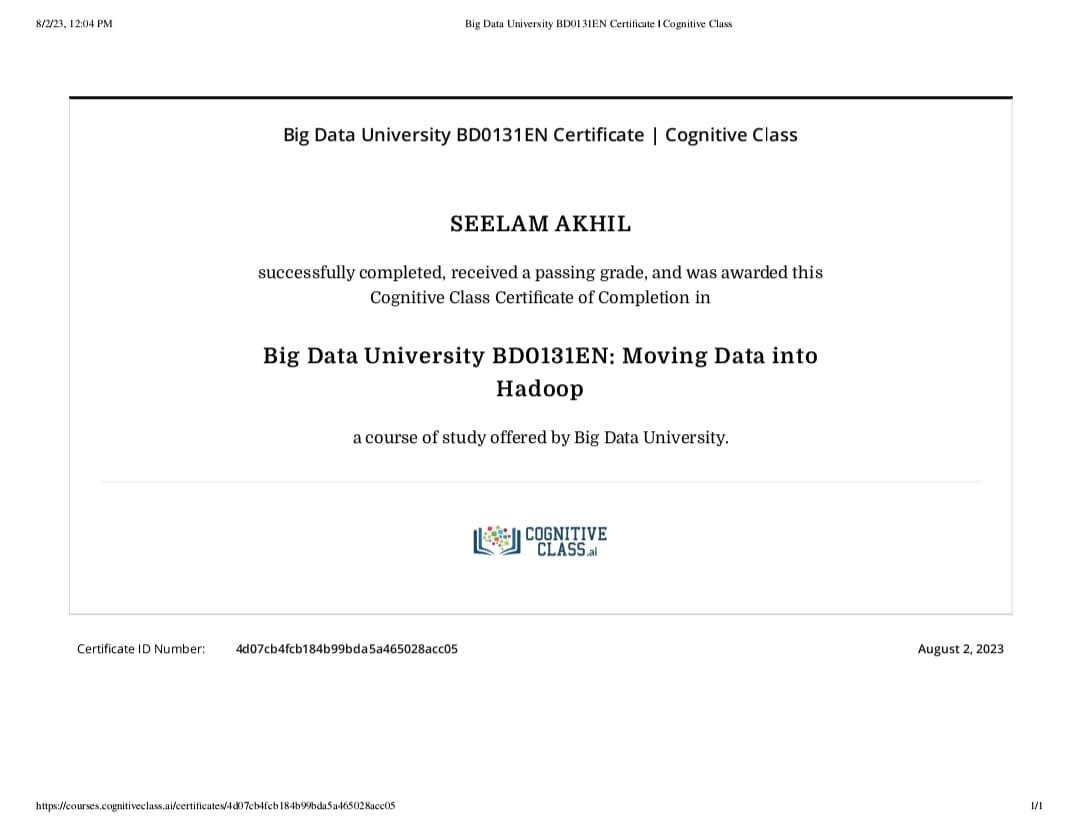 8/2/23, 12:04 PM Big Data University BD0131EN Certificate | Cognitive Class
Big Data University BD0131EN Certificate | Cognitive Class
SEELAM AKHIL
successfully completed, received a passing grade, and was awarded this
Cognitive Class Certificate of Completion in
Big Data University BD0131EN: Moving Data into
Hadoop
a course of study offered by Big Data University.
COGNITIVE
CLASS.ai
Certificate ID Number: 4d07cb4fcb184b99bda5a465028acc05 August 2, 2023
https://courses.cognitiveclass.ai/certificates/4d07cb4fcb184b99bda5a465028acc05 1/1